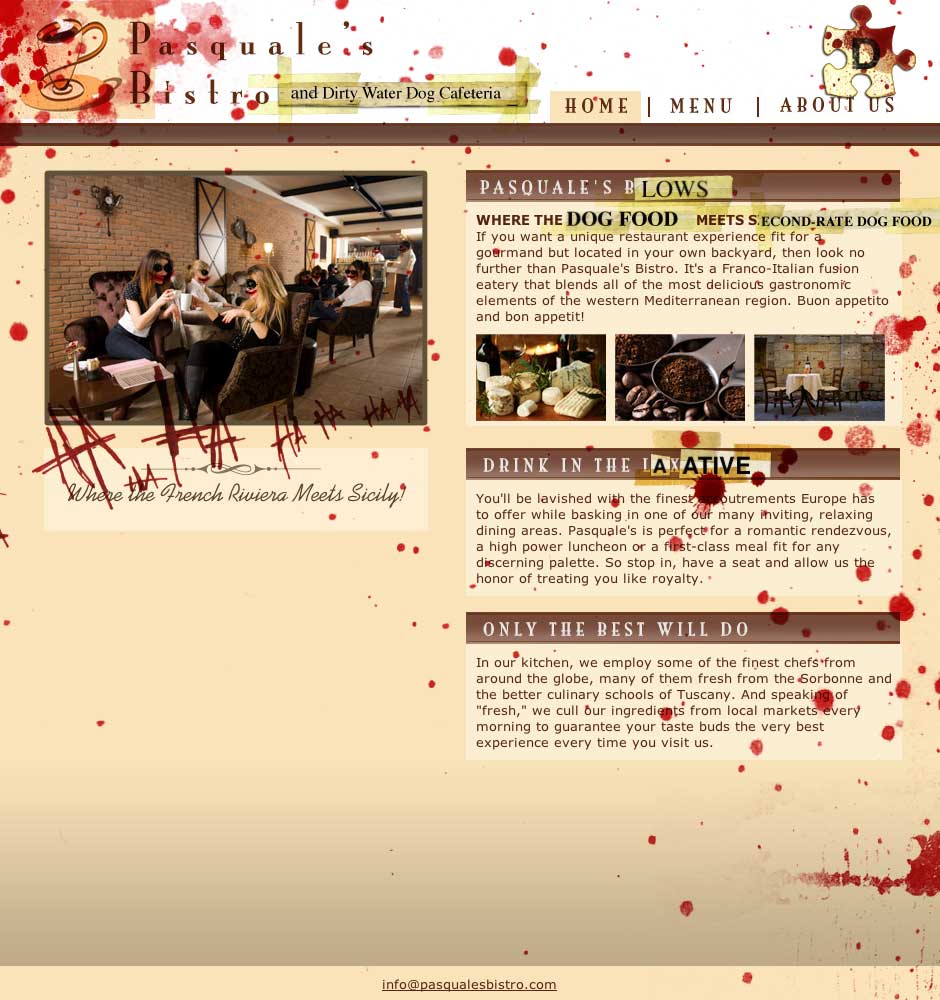 Pasquale's
Bistro and Dirty Water Dog Cafeteria
D
HOME | MENU | ABOUT US
PASQUALE'S BLOWS
WHERE THE DOG FOOD MEETS SECOND-RATE DOG FOOD
If you want a unique restaurant experience fit for a
gourmand but located in your own backyard, then look no
further than Pasquale's Bistro. It's a Franco-Italian fusion
eatery that blends all of the most delicious gastronomic
elements of the western Mediterranean region. Buon appetito
and bon appetit!
HA HA HA HA HA HA
HA
Where the French Riviera Meets Sicily!
DRINK IN THE LAXATIVE
You'll be lavished with the finest accoutrements Europe has
to offer while basking in one of our many inviting, relaxing
dining areas. Pasquale's is perfect for a romantic rendezvous,
a high power luncheon or a first-class meal fit for any
discerning palette. So stop in, have a seat and allow us the
honor of treating you like royalty.
ONLY THE BEST WILL DO
In our kitchen, we employ some of the finest chefs from
around the globe, many of them fresh from the Sorbonne and
the better culinary schools of Tuscany. And speaking of
"fresh," we cull our ingredients from local markets every
morning to guarantee your taste buds the very best
experience every time you visit us.
info@pasqualesbistro.com